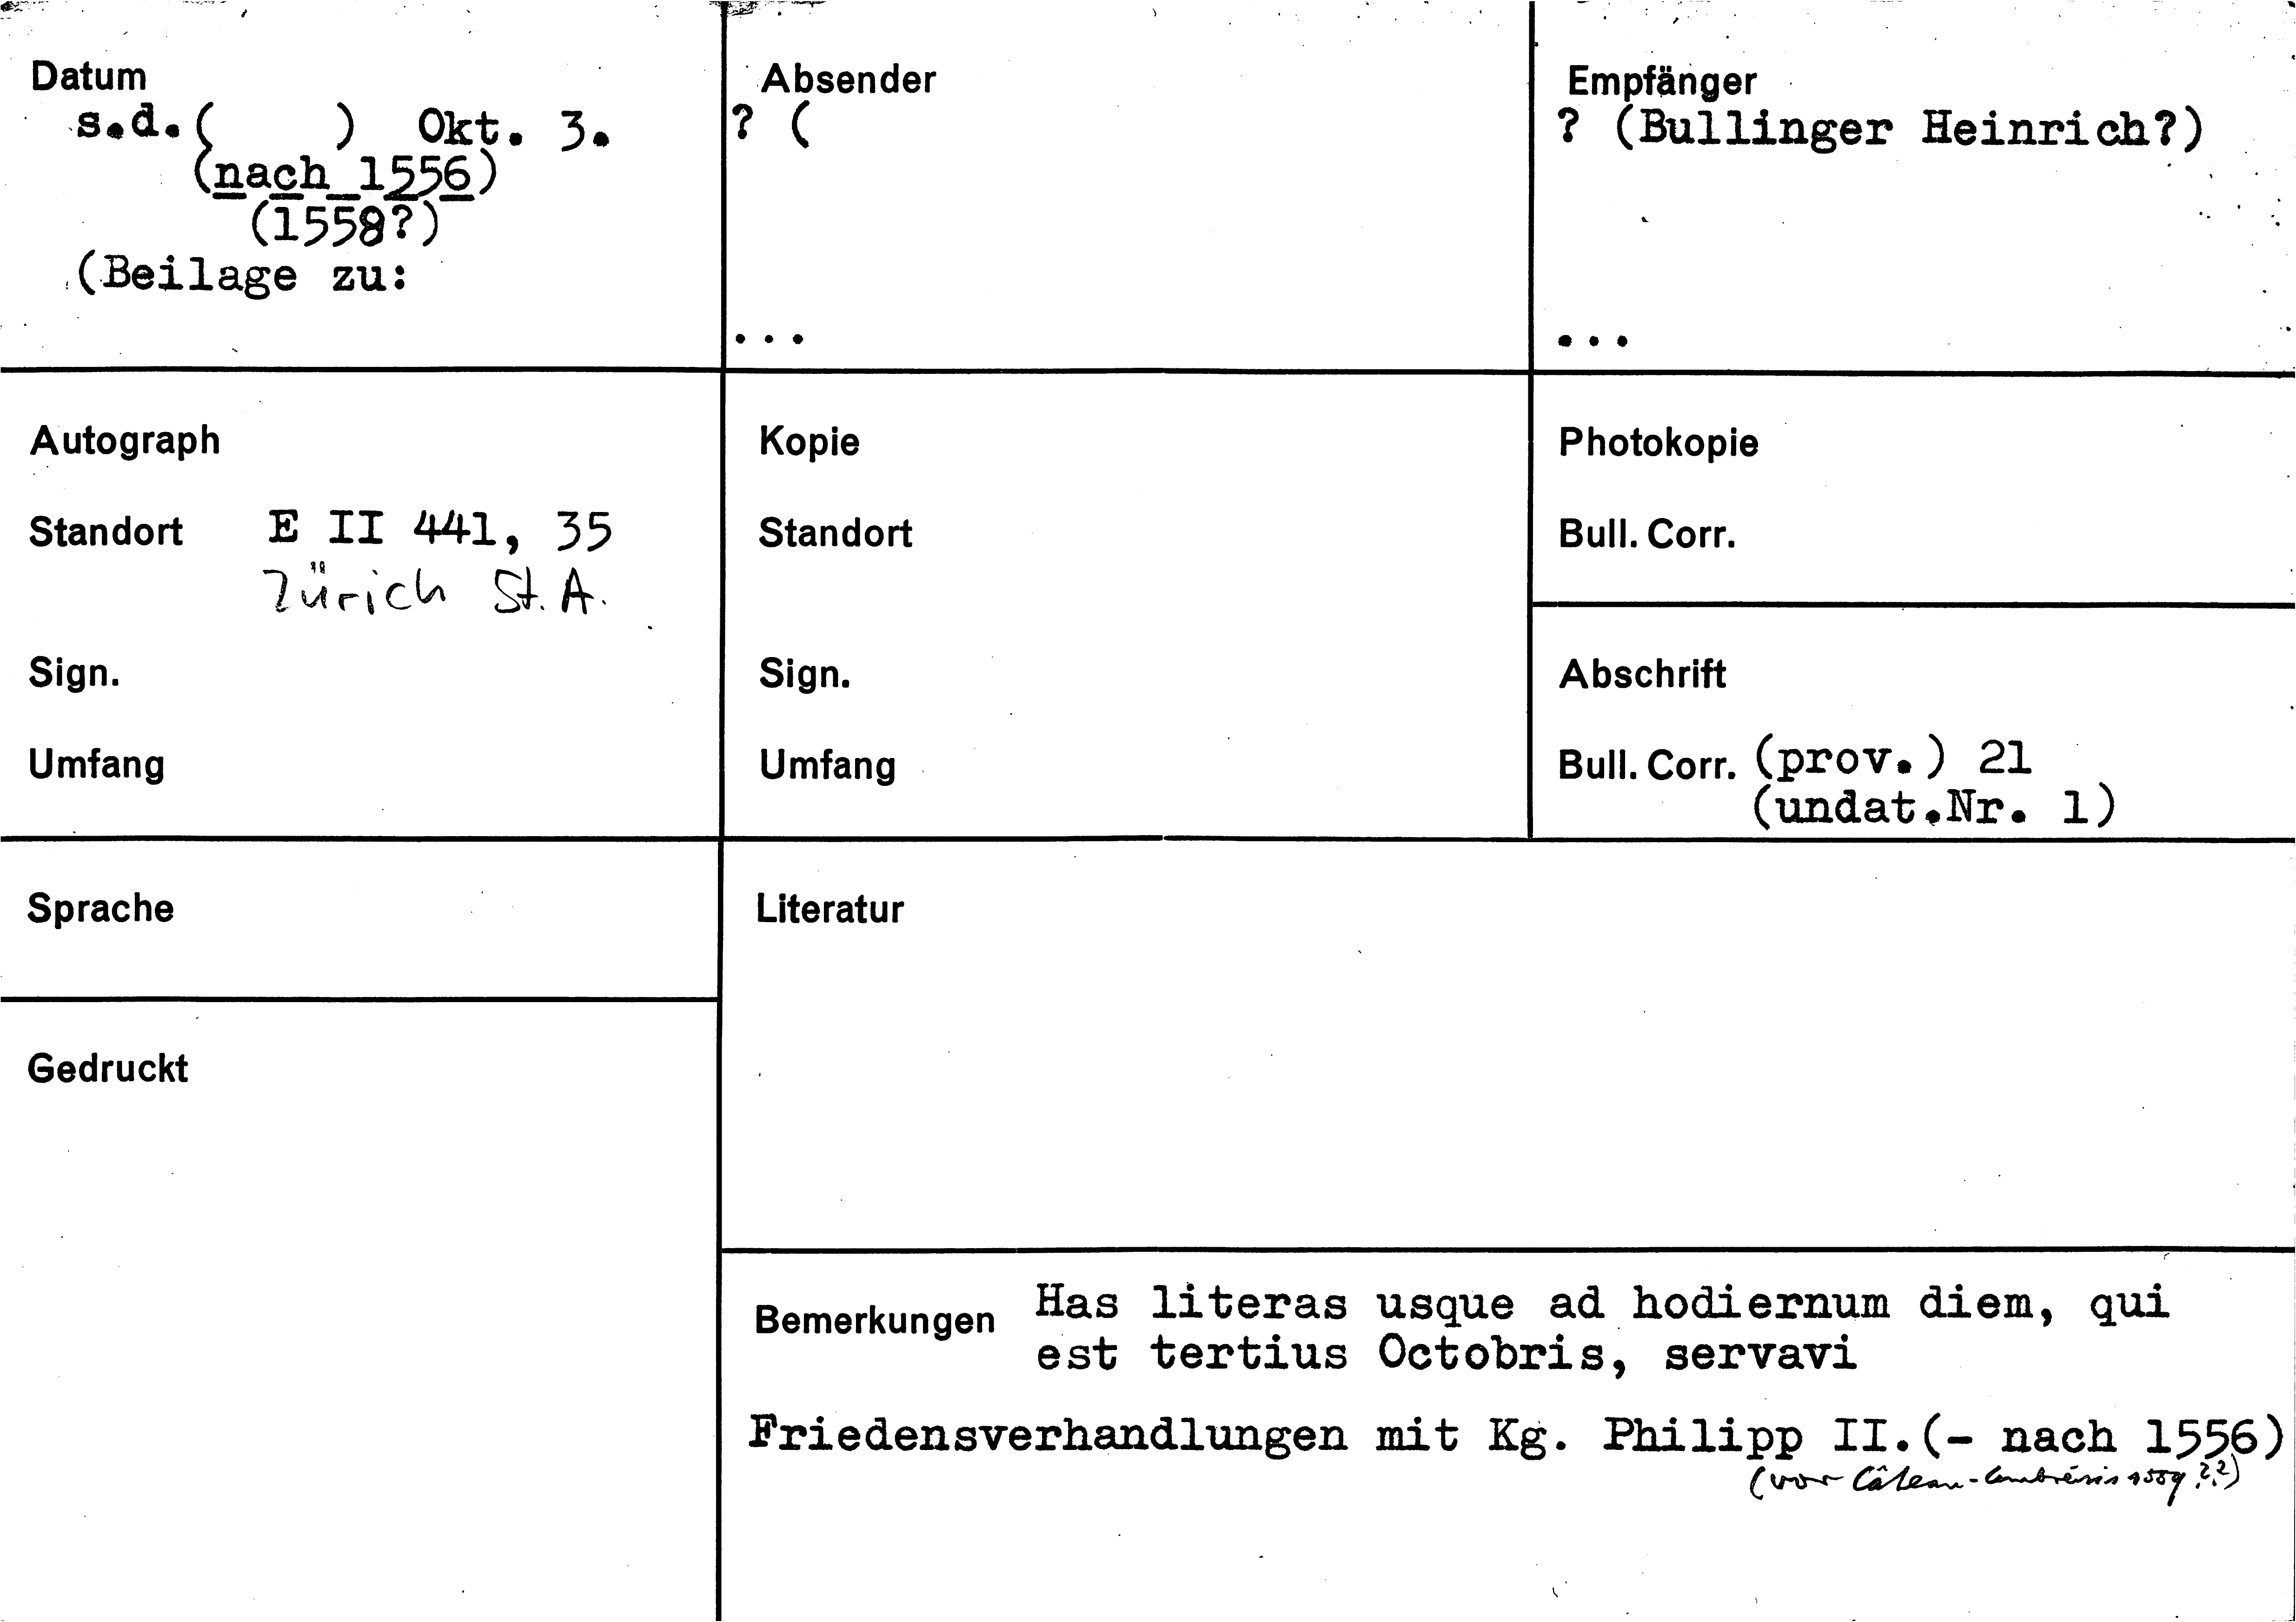 Datum
s.d.( ) Okt. 3.
(nach 1556)
(1558?)
(Beilage zu:
Absender
? (
...
Empfänger
? (Bullinger Heinrich?)
...
Autograph
Standort E II 441, 35
Zürich St. A.
Sign.
Umfang
Kopie
Standort
Sign.
Umfang
Photokopie
Bull. Corr.
Abschrift
Bull. Corr. (prov.) 21
(undat.Nr. 1)
Sprache
Gedruckt
Literatur
Bemerkungen Has literas usque ad hodiernum diem, qui
est tertius Octobris, servavi
Friedensverhandlungen mit Kg. Philipp II.(- nach 1556)
(vor Câteau-Cambrésis 1559??)